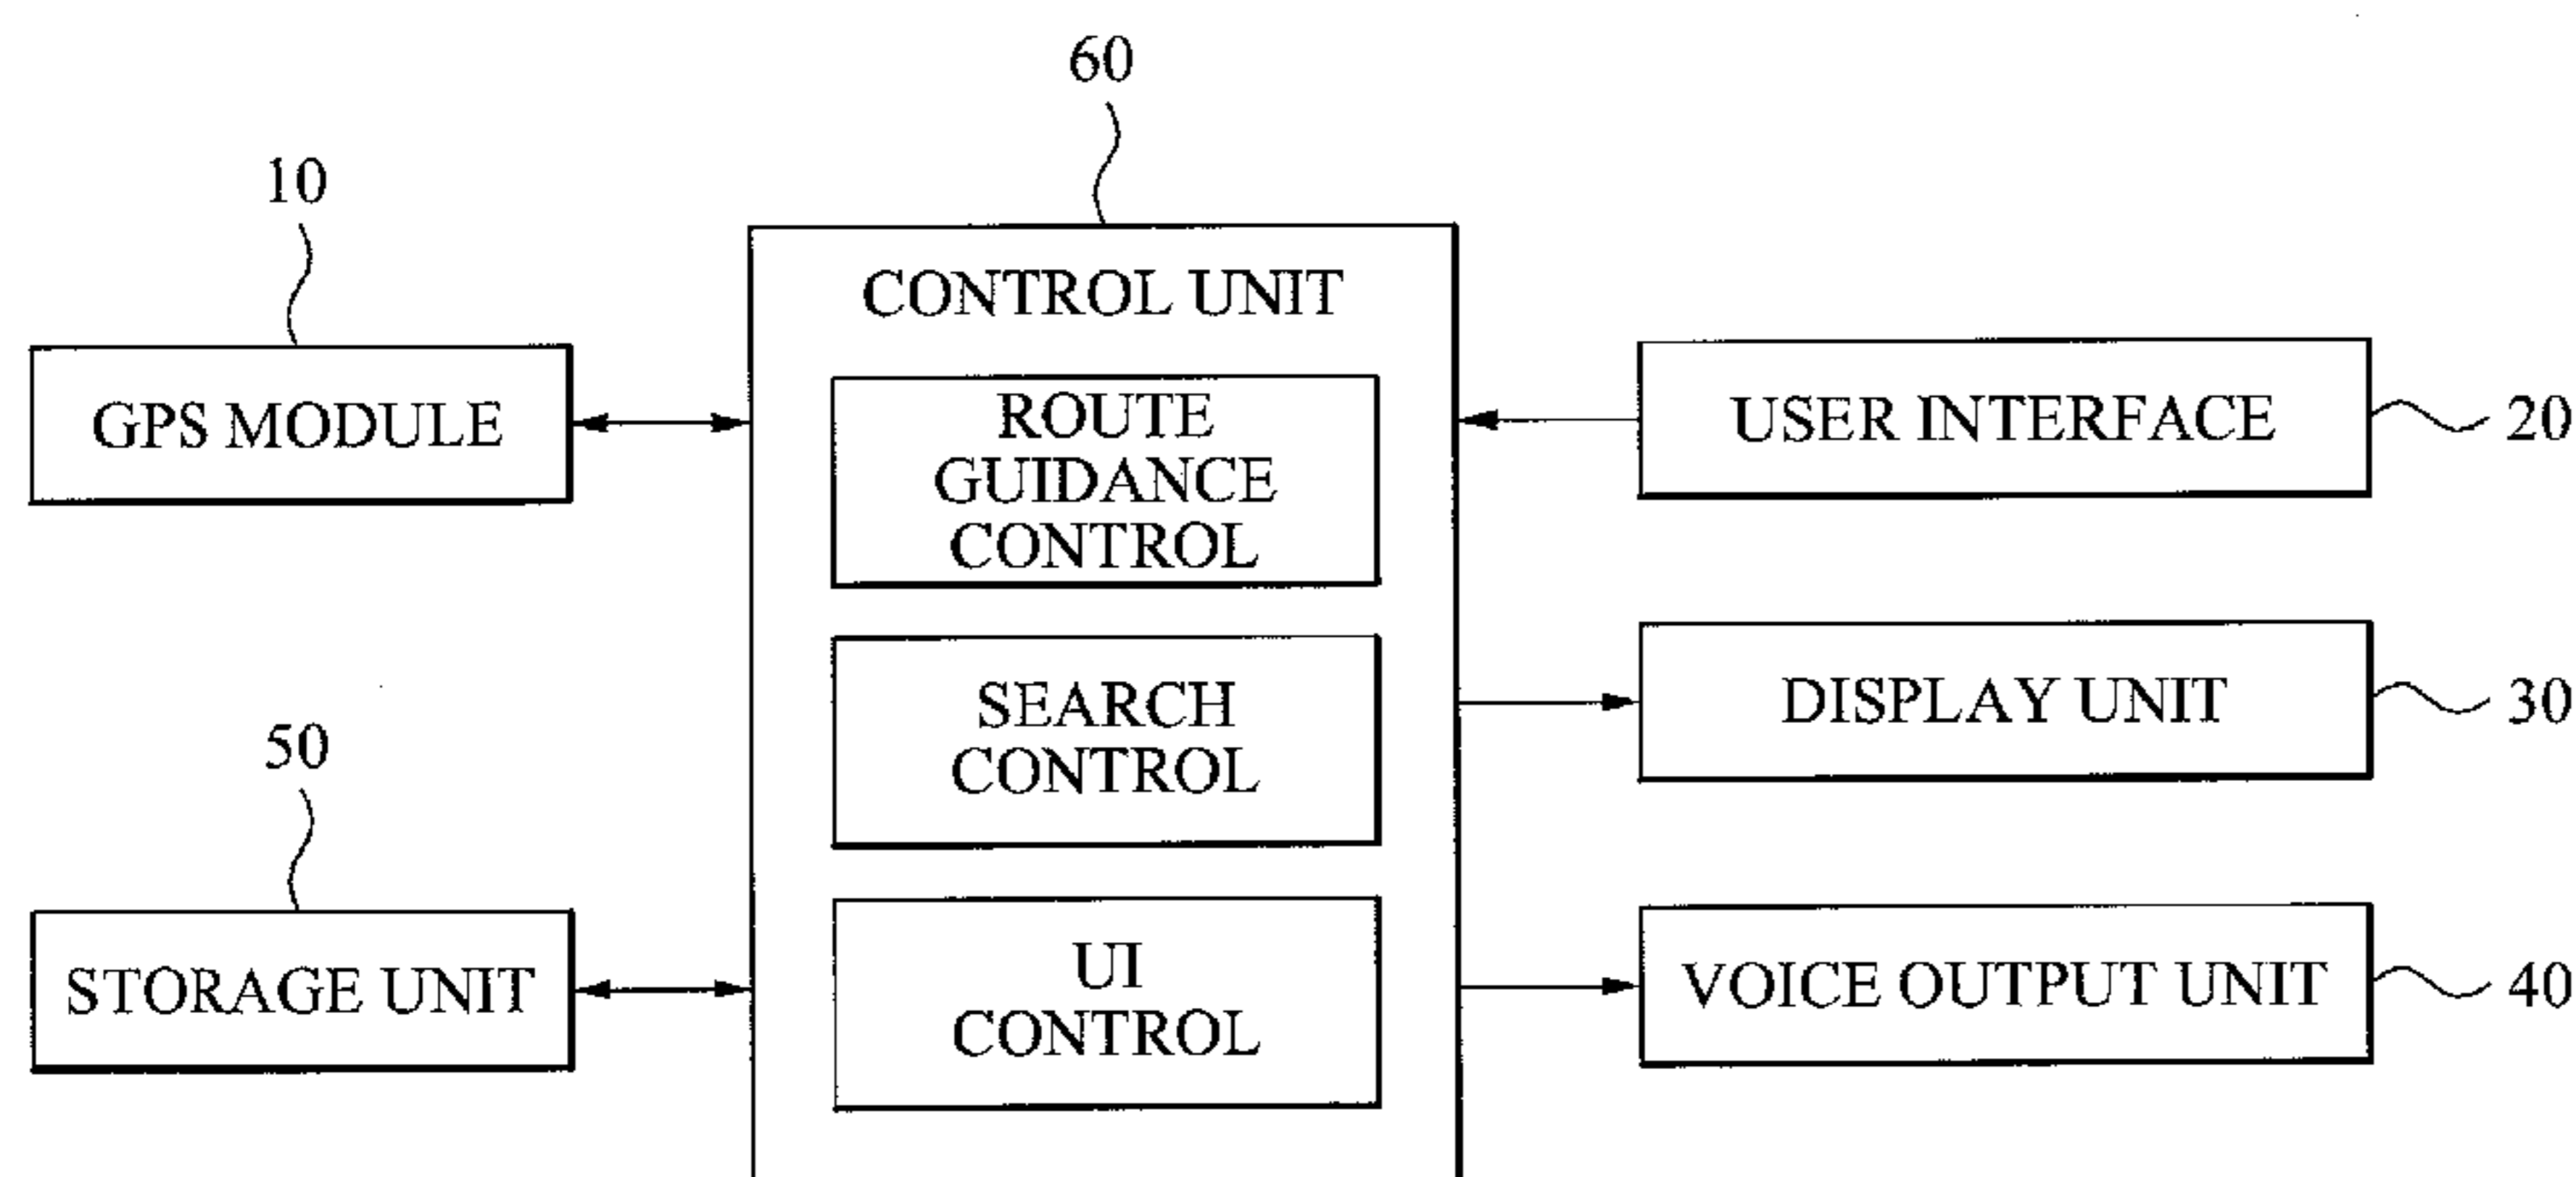 60
10
CONTROL UNIT
GPS MODULE
ROUTE
GUIDANCE
CONTROL
USER INTERFACE
20
SEARCH
CONTROL
DISPLAY UNIT
30
50
STORAGE UNIT
UI
CONTROL
VOICE OUTPUT UNIT
40